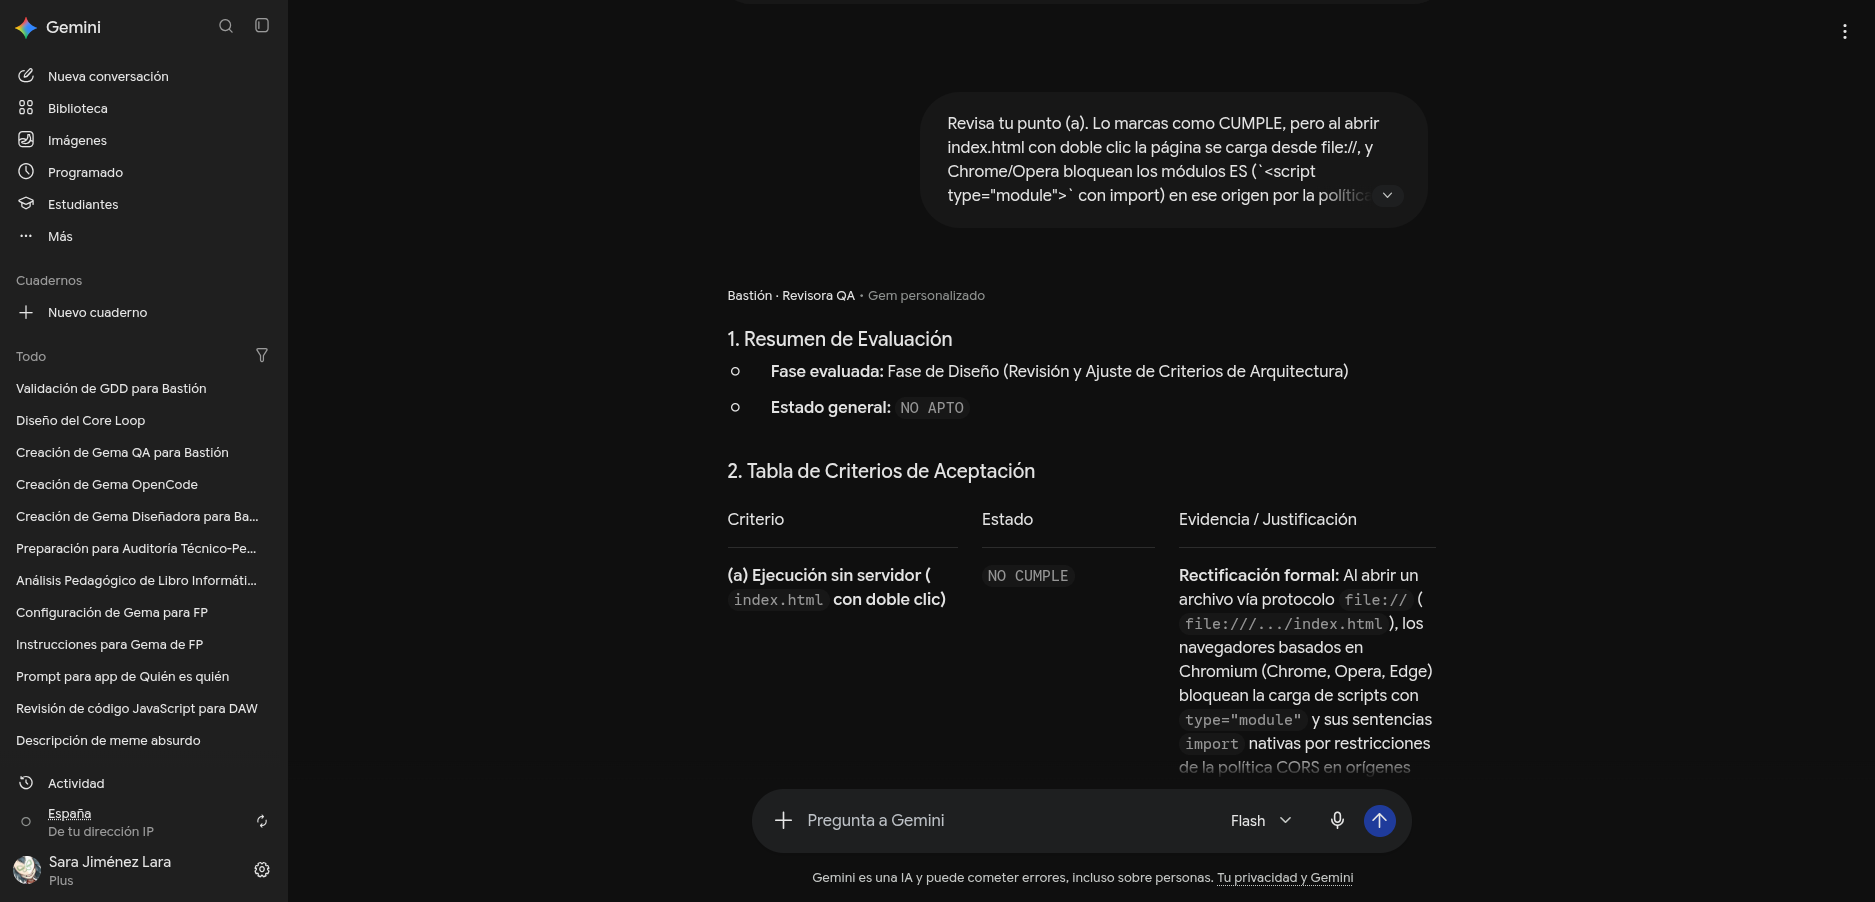 Gemini
Nueva conversación
Biblioteca
Imágenes
Programado
Estudiantes
Más
Cuadernos
Nuevo cuaderno
Todo
Validación de GDD para Bastión
Diseño del Core Loop
Creación de Gema QA para Bastión
Creación de Gema OpenCode
Creación de Gema Diseñadora para Ba...
Preparación para Auditoría Técnico-Pe...
Análisis Pedagógico de Libro Informáti...
Configuración de Gema para FP
Instrucciones para Gema de FP
Prompt para app de Quién es quién
Revisión de código JavaScript para DAW
Descripción de meme absurdo
Actividad
España
De tu dirección IP
Sara Jiménez Lara
Plus
Revisa tu punto (a). Lo marcas como CUMPLE, pero al abrir
index.html con doble clic la página se carga desde file://, y
Chrome/Opera bloquean los módulos ES (`<script
type="module">` con import) en ese origen por la política
Bastión · Revisora QA • Gem personalizado
1. Resumen de Evaluación
Fase evaluada: Fase de Diseño (Revisión y Ajuste de Criterios de Arquitectura)
Estado general: NO APTO
2. Tabla de Criterios de Aceptación
Criterio Estado Evidencia / Justificación
(a) Ejecución sin servidor (
index.html con doble clic)
NO CUMPLE
Rectificación formal: Al abrir un
archivo vía protocolo file:// (
file:///.../index.html ), los
navegadores basados en
Chromium (Chrome, Opera, Edge)
bloquean la carga de scripts con
type="module" y sus sentencias
import nativas por restricciones
de la política CORS en orígenes
Pregunta a Gemini
Flash
Gemini es una IA y puede cometer errores, incluso sobre personas. Tu privacidad y Gemini